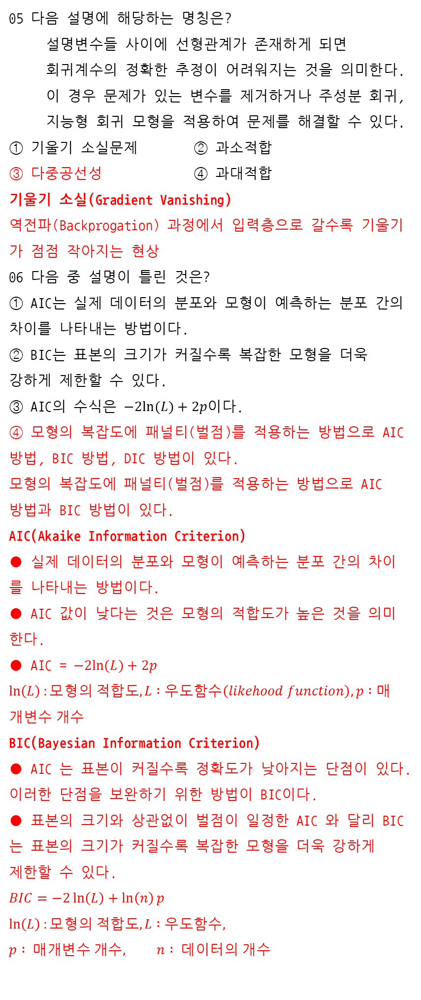 05 다음 설명에 해당하는 명칭은?
설명변수들 사이에 선형관계가 존재하게 되면
회귀계수의 정확한 추정이 어려워지는 것을 의미한다.
이 경우 문제가 있는 변수를 제거하거나 주성분 회귀,
지능형 회귀 모형을 적용하여 문제를 해결할 수 있다.
① 기울기 소실문제 ② 과소적합
③ 다중공선성 ④ 과대적합
기울기 소실(Gradient Vanishing)
역전파(Backprogation) 과정에서 입력층으로 갈수록 기울기
가 점점 작아지는 현상
06 다음 중 설명이 틀린 것은?
① AIC는 실제 데이터의 분포와 모형이 예측하는 분포 간의
차이를 나타내는 방법이다.
② BIC는 표본의 크기가 커질수록 복잡한 모형을 더욱
강하게 제한할 수 있다.
③ AIC의 수식은 −2ln(L) + 2p이다.
④ 모형의 복잡도에 패널티(벌점)를 적용하는 방법으로 AIC
방법, BIC 방법, DIC 방법이 있다.
모형의 복잡도에 패널티(벌점)를 적용하는 방법으로 AIC
방법과 BIC 방법이 있다.
AIC(Akaike Information Criterion)
● 실제 데이터의 분포와 모형이 예측하는 분포 간의 차이
를 나타내는 방법이다.
● AIC 값이 낮다는 것은 모형의 적합도가 높은 것을 의미
한다.
● AIC = −2ln(L) + 2p
ln(L) : 모형의 적합도, L : 우도함수(likehood function), p : 매
개변수 개수
BIC(Bayesian Information Criterion)
● AIC 는 표본이 커질수록 정확도가 낮아지는 단점이 있다.
이러한 단점을 보완하기 위한 방법이 BIC이다.
● 표본의 크기와 상관없이 벌점이 일정한 AIC 와 달리 BIC
는 표본의 크기가 커질수록 복잡한 모형을 더욱 강하게
제한할 수 있다.
BIC = −2 ln(L) + ln(n) p
ln(L) : 모형의 적합도, L : 우도함수,
p : 매개변수 개수, n : 데이터의 개수